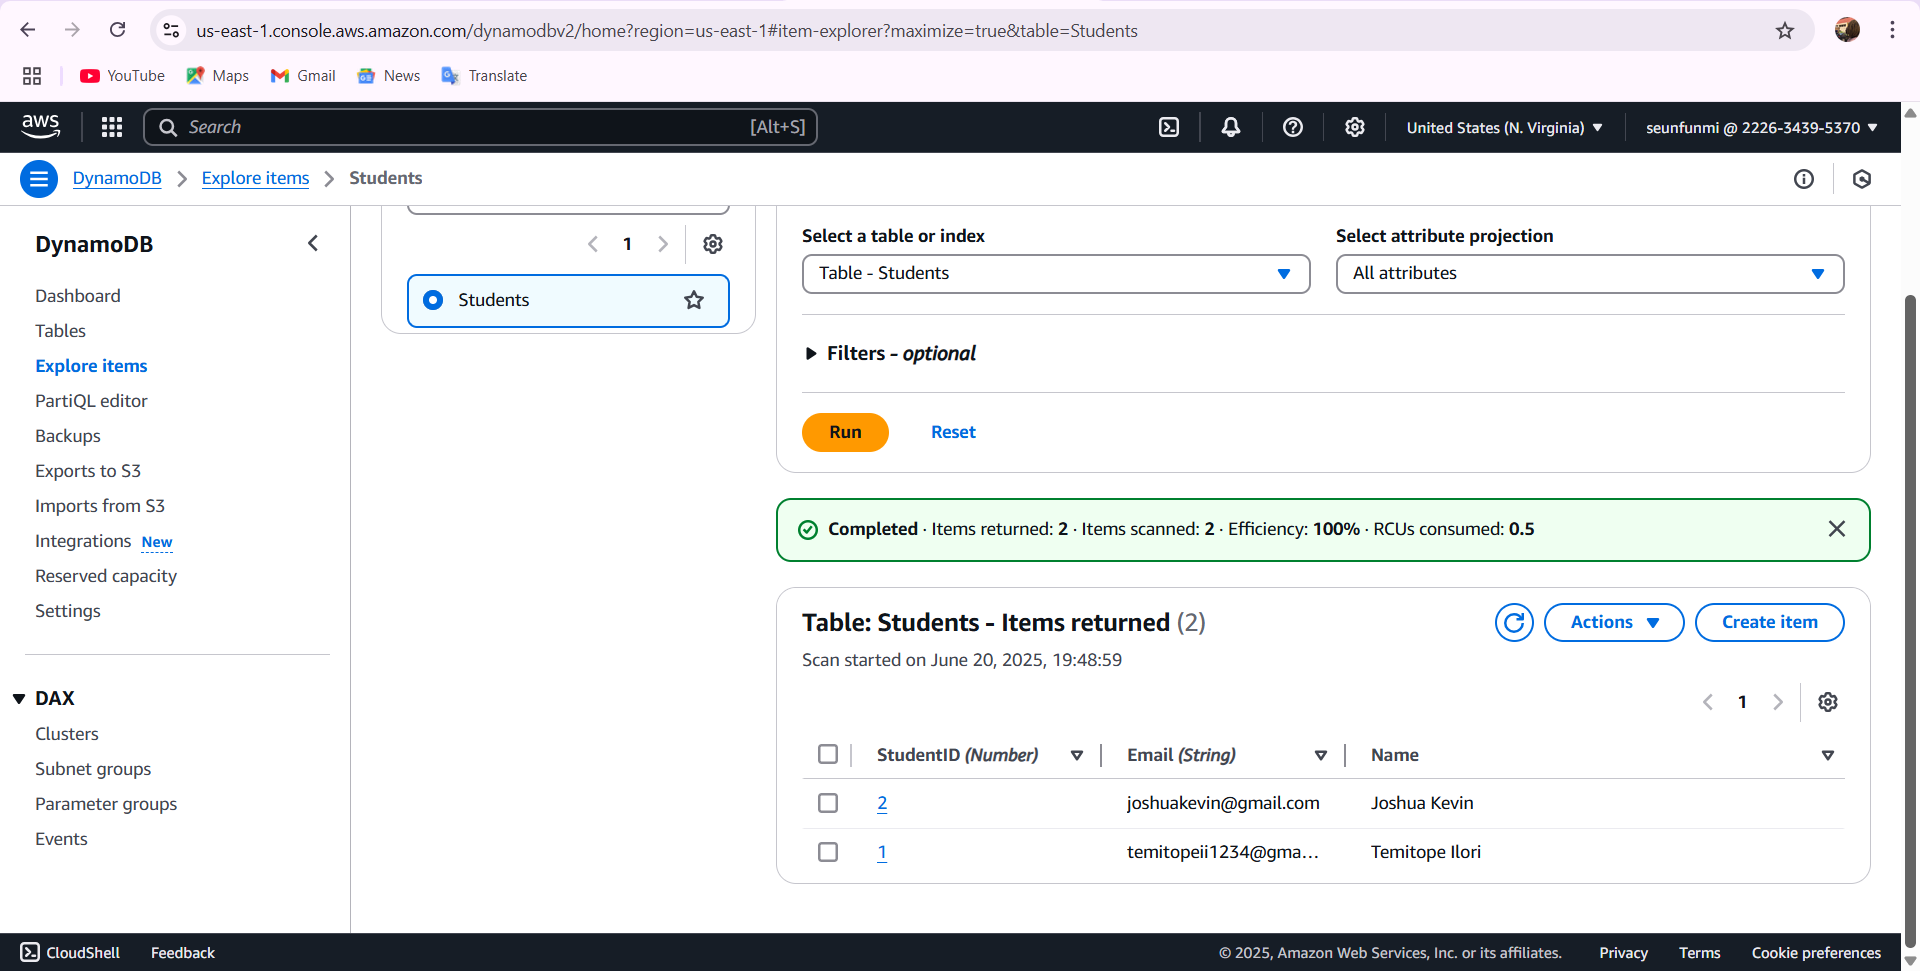 us-east-1.console.aws.amazon.com/dynamodbv2/home?region=us-east-1#item-explorer?maximize=true&table=Students
YouTube Maps Gmail News Translate
aws Search [Alt+S] United States (N. Virginia) seunfunmi @ 2226-3439-5370
DynamoDB Explore items Students
DynamoDB
Dashboard
Tables
Explore items
PartiQL editor
Backups
Exports to S3
Imports from S3
Integrations New
Reserved capacity
Settings
DAX
Clusters
Subnet groups
Parameter groups
Events
1
Students
Select a table or index
Table - Students
Select attribute projection
All attributes
Filters - optional
Run Reset
Completed · Items returned: 2 · Items scanned: 2 · Efficiency: 100% · RCUs consumed: 0.5
Table: Students - Items returned (2)
Actions Create item
Scan started on June 20, 2025, 19:48:59
1
StudentID (Number) Email (String) Name
2 joshuakevin@gmail.com Joshua Kevin
1 temitopeii1234@gma... Temitope Ilori
CloudShell Feedback © 2025, Amazon Web Services, Inc. or its affiliates. Privacy Terms Cookie preferences